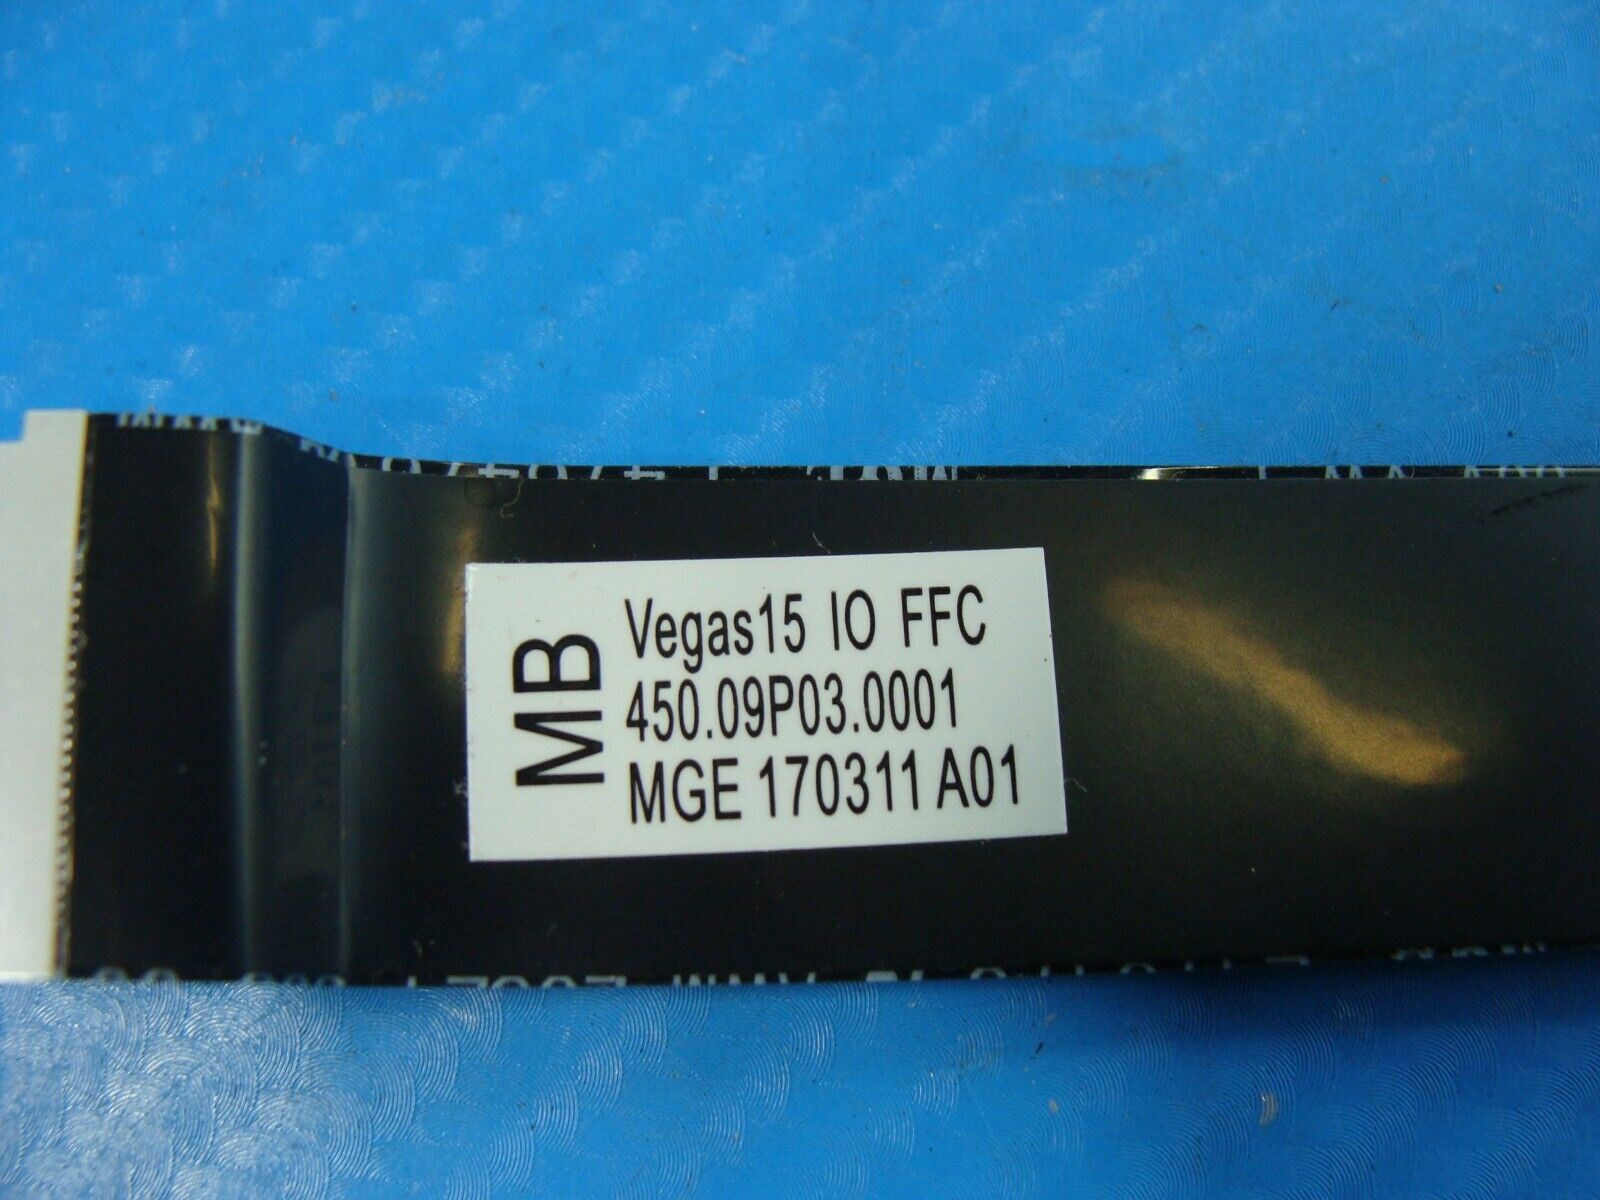 MB
Vegas15 IO FFC
450.09P03.0001
MGE 170311 A01